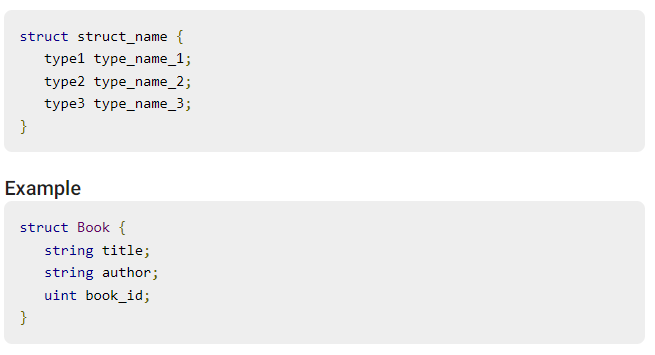 struct struct_name {
   type1 type_name_1;
   type2 type_name_2;
   type3 type_name_3;
}
Example
struct Book {
   string title;
   string author;
   uint book_id;
}